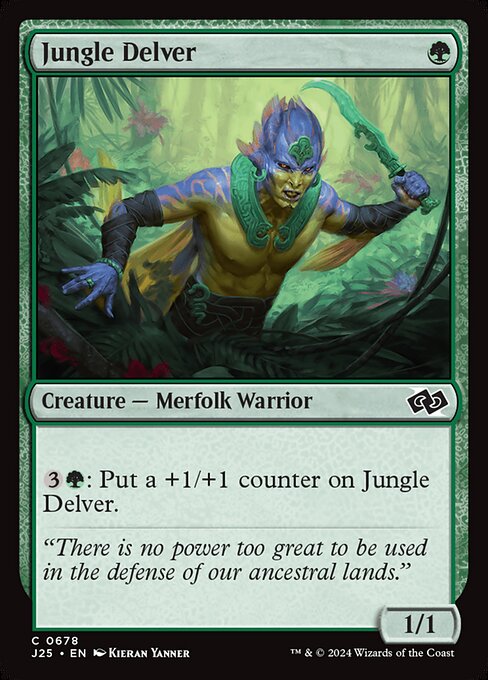 Jungle Delver
Creature — Merfolk Warrior
3: Put a +1/+1 counter on Jungle
Delver.
“There is no power too great to be used
in the defense of our ancestral lands.”
1/1
C 0678
J25 • EN Kieran Yanner
™ & © 2024 Wizards of the Coast